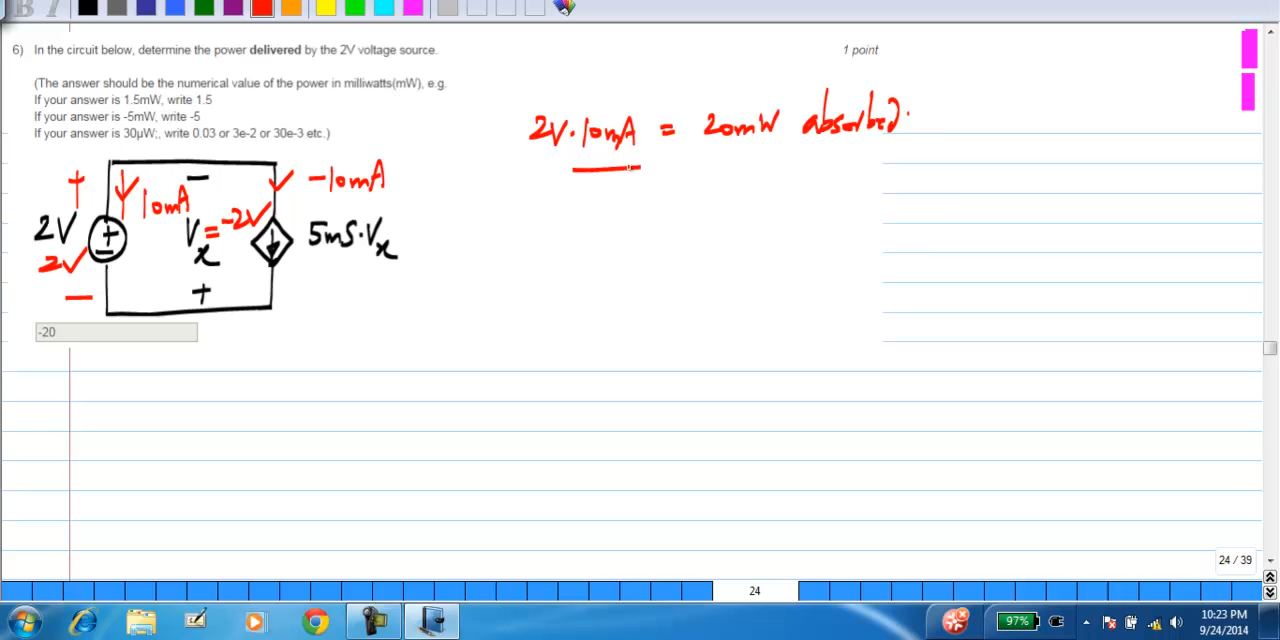 B I
6) In the circuit below, determine the power delivered by the 2V voltage source.
1 point
(The answer should be the numerical value of the power in milliwatts(mW), e.g.
If your answer is 1.5mW, write 1.5
If your answer is -5mW, write -5
If your answer is 30μW;, write 0.03 or 3e-2 or 30e-3 etc.)
2V · 10mA = 20mW absorbed.
+
−
-10mA
10mA
2V
+
−
Vx
= -2V
5mS·Vx
2V
−
+
-20
24 / 39
24
97%
10:23 PM
9/24/2014